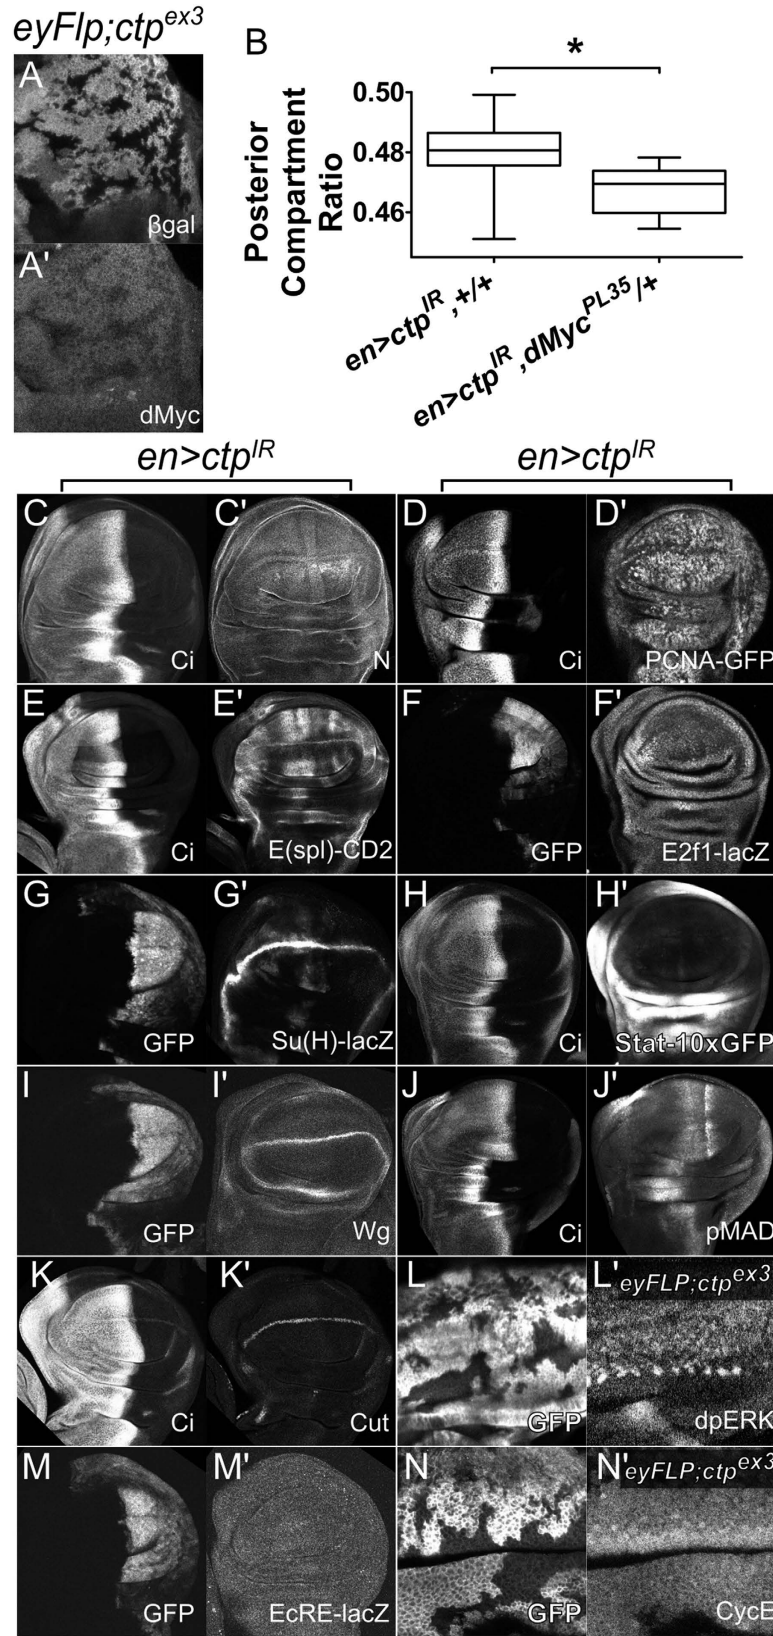 eyFlp;ctp^ex3
A
βgal
A'
dMyc
B
*
Posterior
Compartment
Ratio
0.50
0.48
0.46
en>ctp^IR,+/+
en>ctp^IR,dMyc^PL35/+
en>ctp^IR
en>ctp^IR
C
Ci
C'
N
D
Ci
D'
PCNA-GFP
E
Ci
E'
E(spl)-CD2
F
GFP
F'
E2f1-lacZ
G
GFP
G'
Su(H)-lacZ
H
Ci
H'
Stat-10xGFP
I
GFP
I'
Wg
J
Ci
J'
pMAD
K
Ci
K'
Cut
L
GFP
L'
eyFLP;ctp^ex3
dpERK
M
GFP
M'
EcRE-lacZ
N
GFP
N'
eyFLP;ctp^ex3
CycE